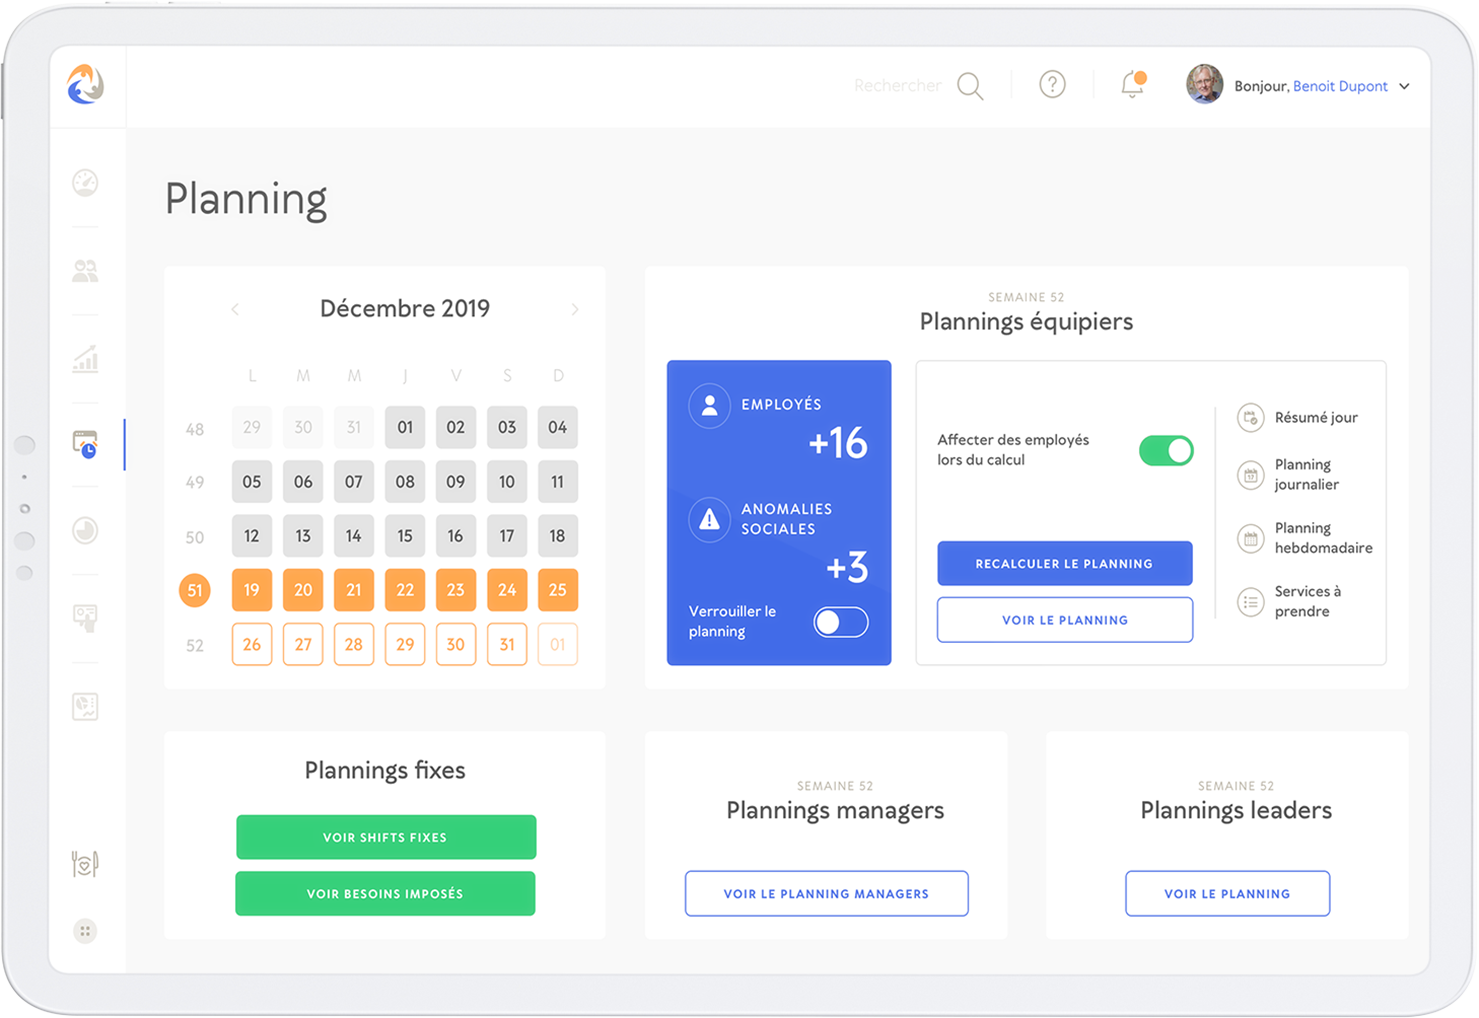 Rechercher
?
Bonjour, Benoit Dupont
Planning
Décembre 2019
L M M J V S D
48 29 30 31 01 02 03 04
49 05 06 07 08 09 10 11
50 12 13 14 15 16 17 18
51 19 20 21 22 23 24 25
52 26 27 28 29 30 31 01
SEMAINE 52
Plannings équipiers
EMPLOYÉS
+16
ANOMALIES
SOCIALES
+3
Verrouiller le
planning
Affecter des employés
lors du calcul
RECALCULER LE PLANNING
VOIR LE PLANNING
Résumé jour
Planning
journalier
Planning
hebdomadaire
Services à
prendre
Plannings fixes
VOIR SHIFTS FIXES
VOIR BESOINS IMPOSÉS
SEMAINE 52
Plannings managers
VOIR LE PLANNING MANAGERS
SEMAINE 52
Plannings leaders
VOIR LE PLANNING